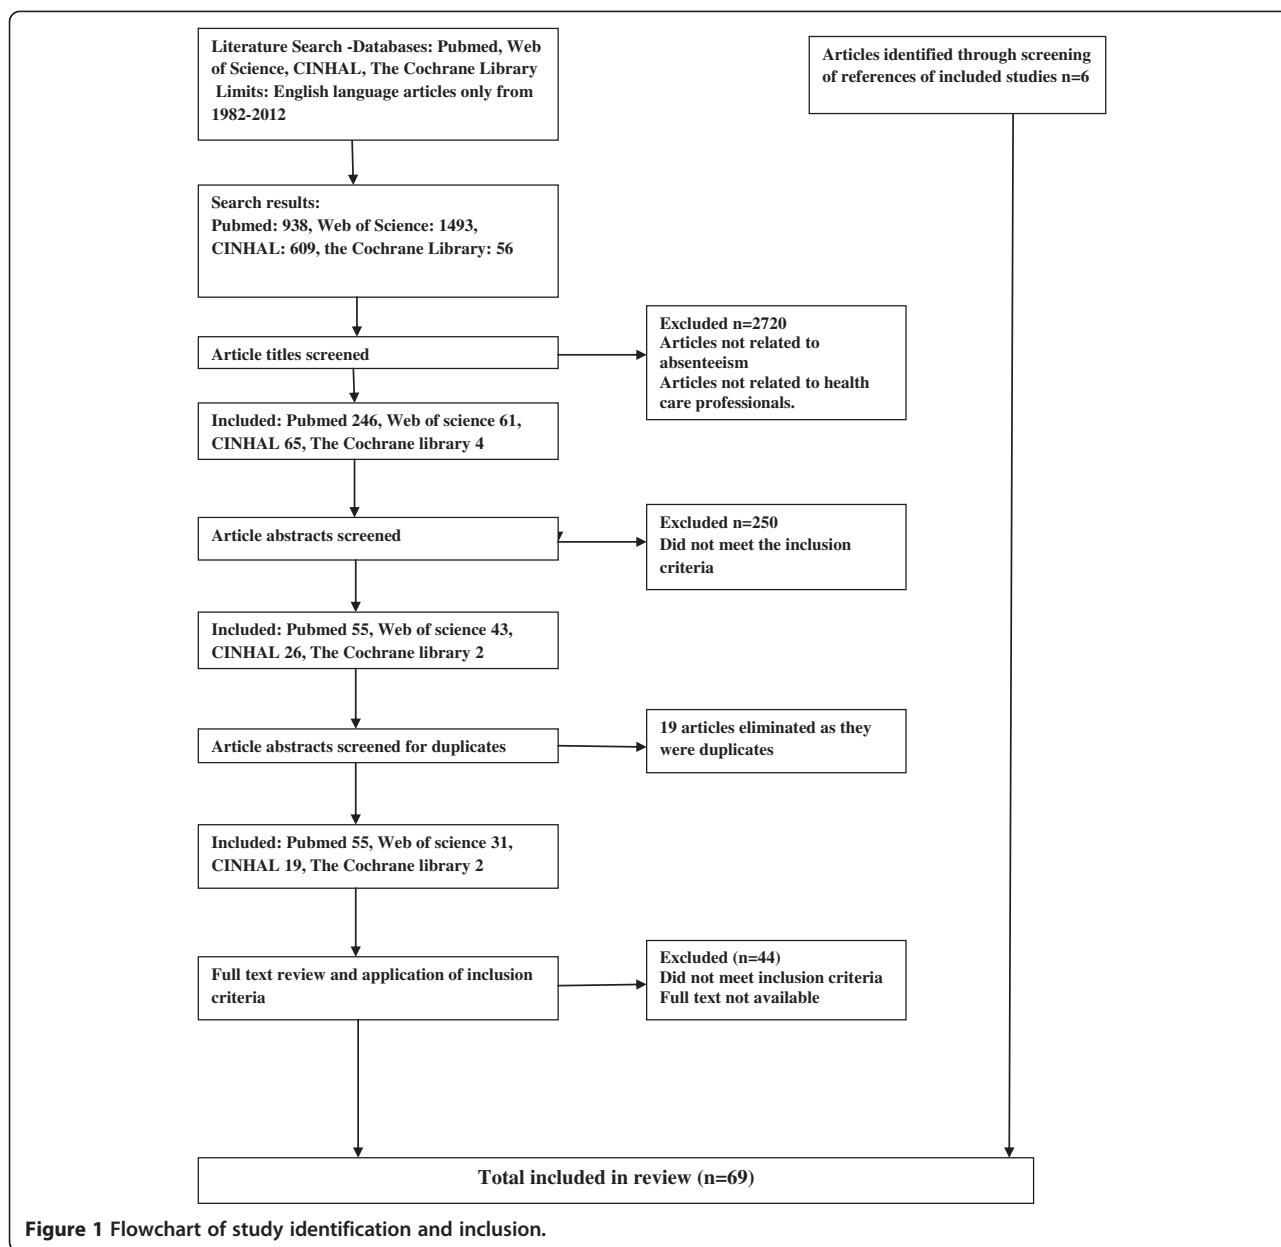 Literature Search -Databases: Pubmed, Web
of Science, CINHAL, The Cochrane Library
Limits: English language articles only from
1982-2012
Articles identified through screening
of references of included studies n=6
Search results:
Pubmed: 938, Web of Science: 1493,
CINHAL: 609, the Cochrane Library: 56
Article titles screened
Excluded n=2720
Articles not related to
absenteeism
Articles not related to health
care professionals.
Included: Pubmed 246, Web of science 61,
CINHAL 65, The Cochrane library 4
Article abstracts screened
Excluded n=250
Did not meet the inclusion
criteria
Included: Pubmed 55, Web of science 43,
CINHAL 26, The Cochrane library 2
Article abstracts screened for duplicates
19 articles eliminated as they
were duplicates
Included: Pubmed 55, Web of science 31,
CINHAL 19, The Cochrane library 2
Full text review and application of inclusion
criteria
Excluded (n=44)
Did not meet inclusion criteria
Full text not available
Total included in review (n=69)
Figure 1 Flowchart of study identification and inclusion.